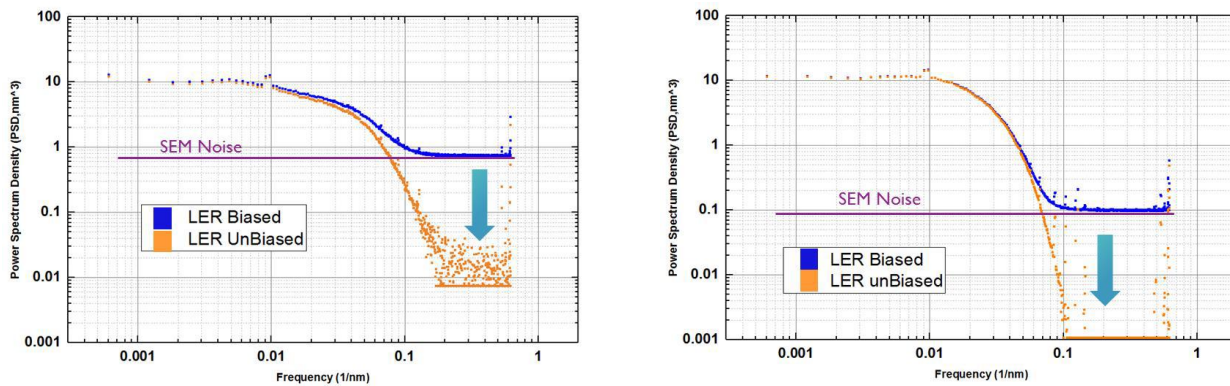 Power Spectrum Density (PSD,nm^3)
100
10
1
0.1
0.01
0.001
SEM Noise
LER Biased
LER UnBiased
0.001
0.01
0.1
1
Frequency (1/nm)
Power Spectrum Density (PSD,nm^3)
100
10
1
0.1
0.01
0.001
SEM Noise
LER Biased
LER unBiased
0.001
0.01
0.1
1
Frequency (1/nm)